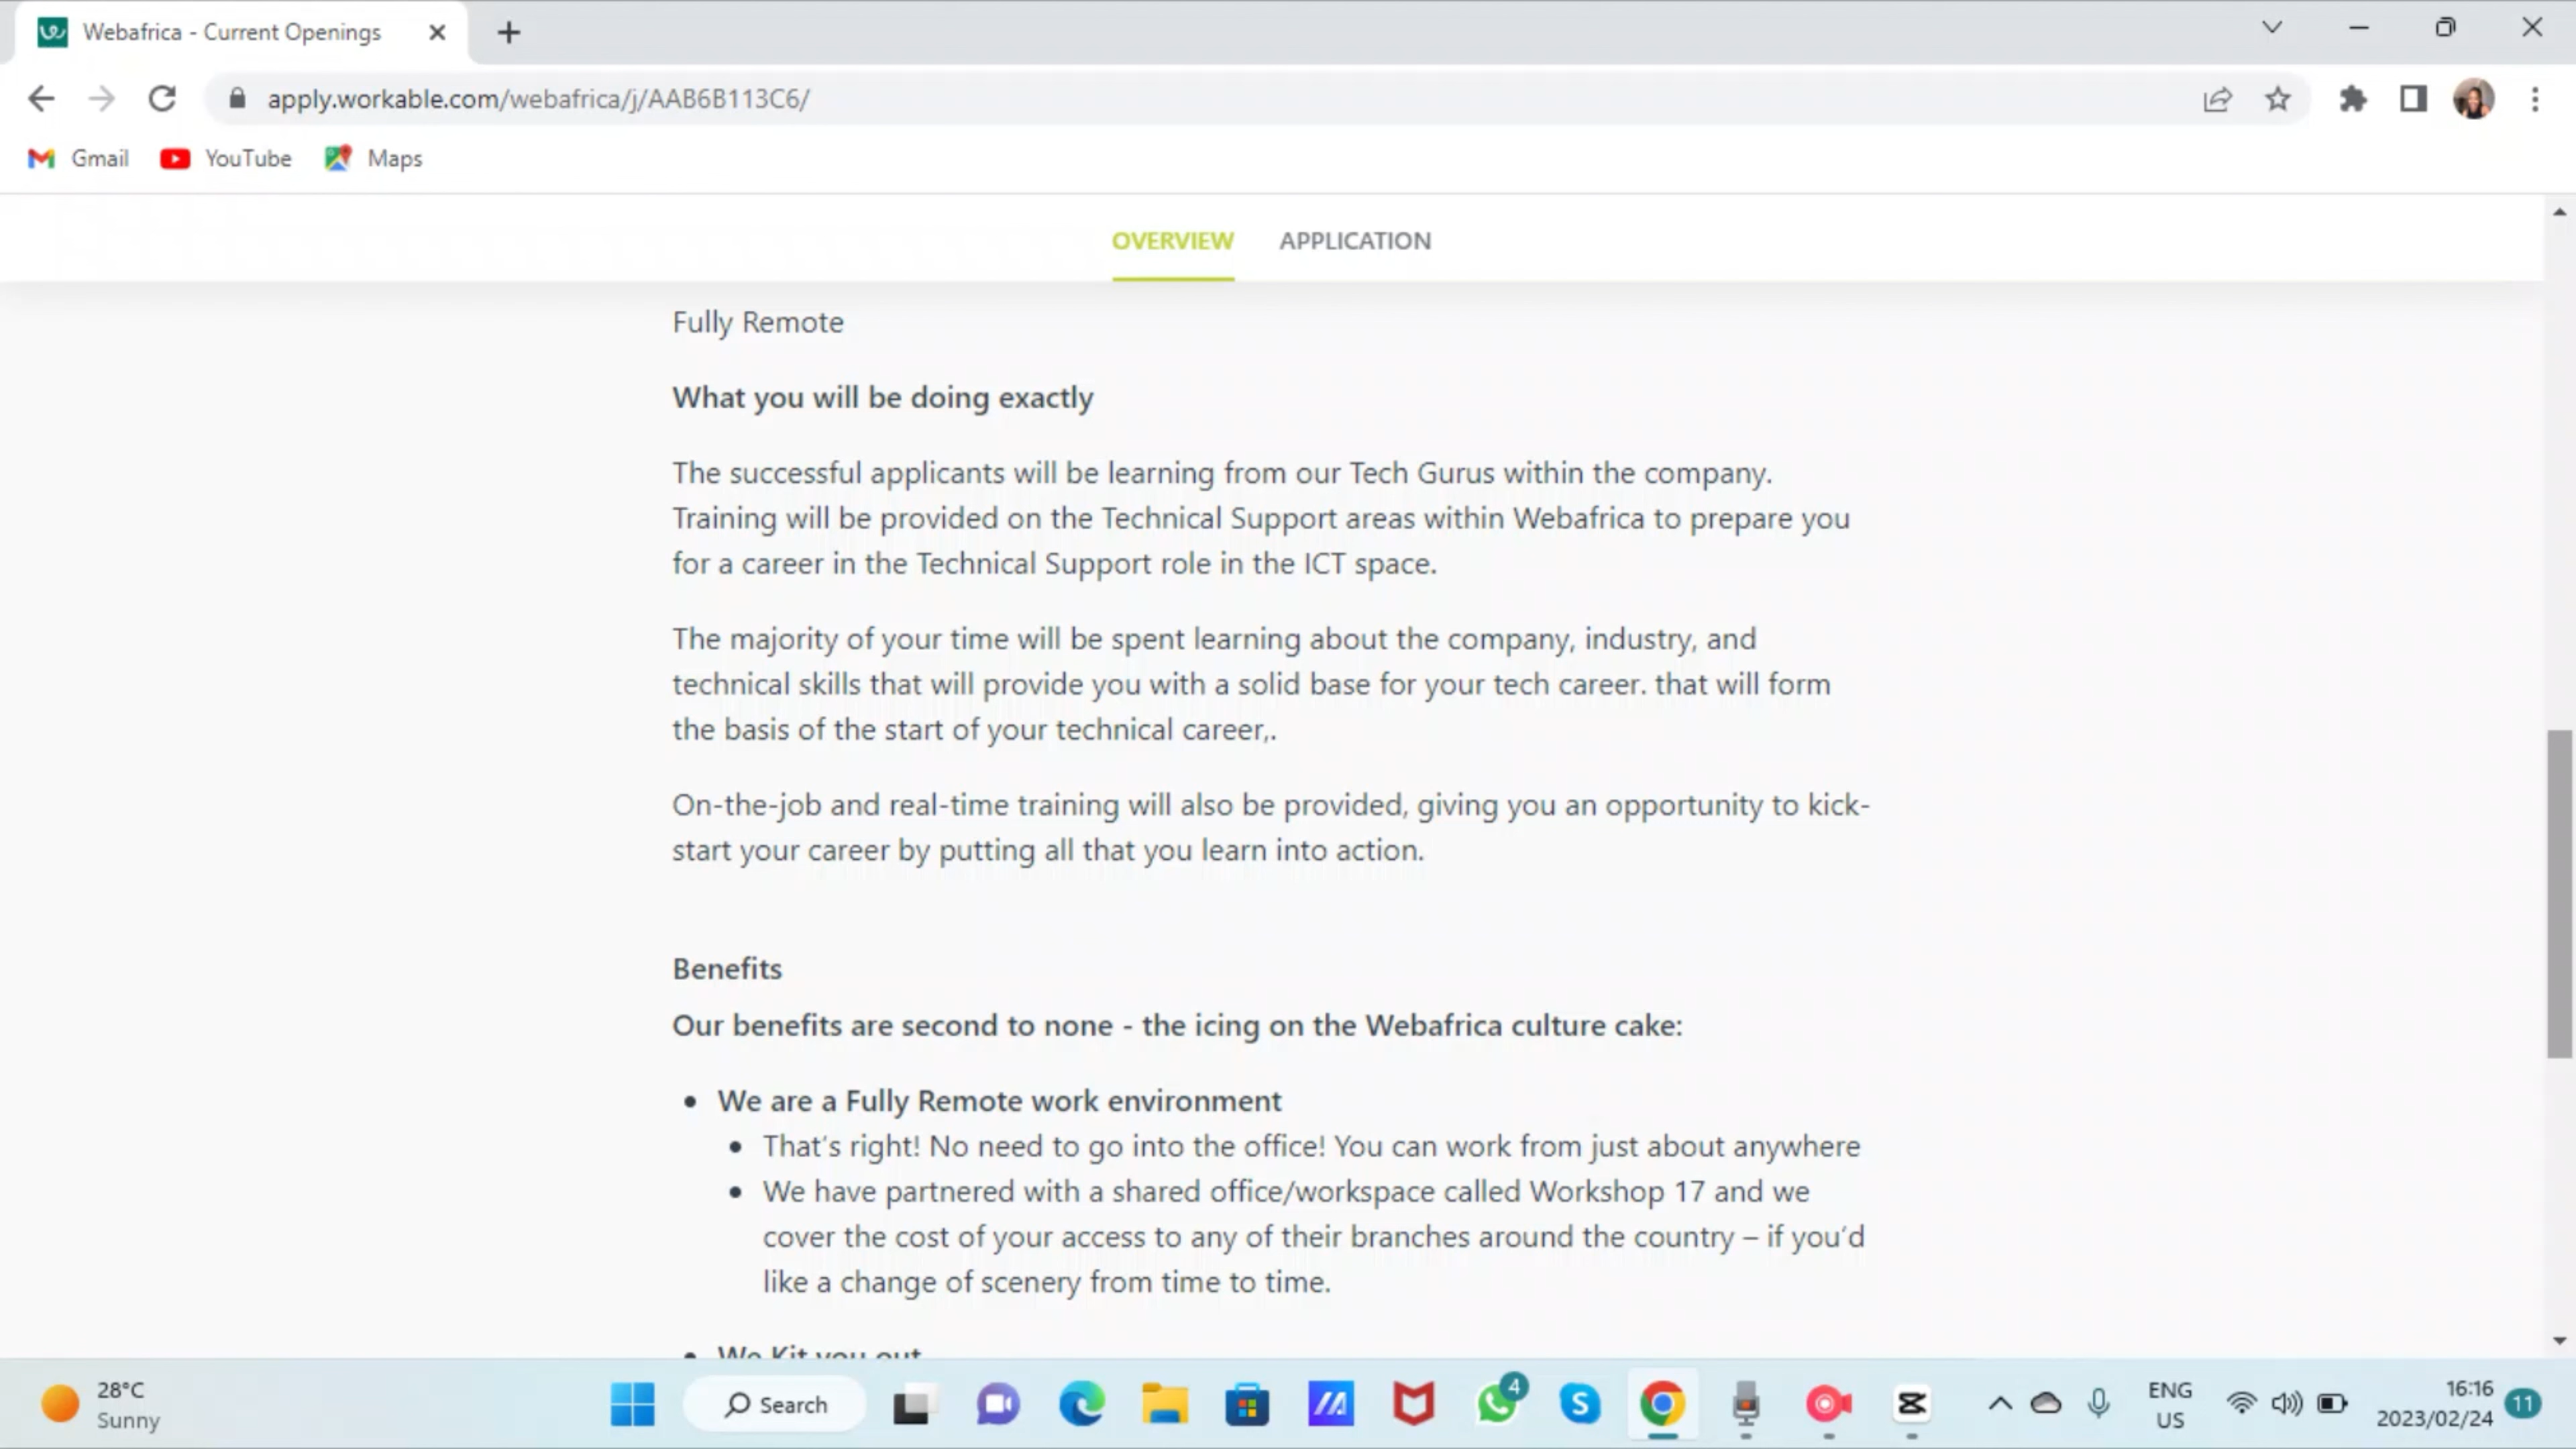 Webafrica - Current Openings
apply.workable.com/webafrica/j/AAB6B113C6/
Gmail YouTube Maps
OVERVIEW APPLICATION
Fully Remote
What you will be doing exactly
The successful applicants will be learning from our Tech Gurus within the company.
Training will be provided on the Technical Support areas within Webafrica to prepare you
for a career in the Technical Support role in the ICT space.
The majority of your time will be spent learning about the company, industry, and
technical skills that will provide you with a solid base for your tech career. that will form
the basis of the start of your technical career,.
On-the-job and real-time training will also be provided, giving you an opportunity to kick-
start your career by putting all that you learn into action.
Benefits
Our benefits are second to none - the icing on the Webafrica culture cake:
• We are a Fully Remote work environment
• That's right! No need to go into the office! You can work from just about anywhere
• We have partnered with a shared office/workspace called Workshop 17 and we
cover the cost of your access to any of their branches around the country – if you'd
like a change of scenery from time to time.
• We Kit you out
28°C
Sunny
Search
4
S
ENG
US
16:16
2023/02/24
11